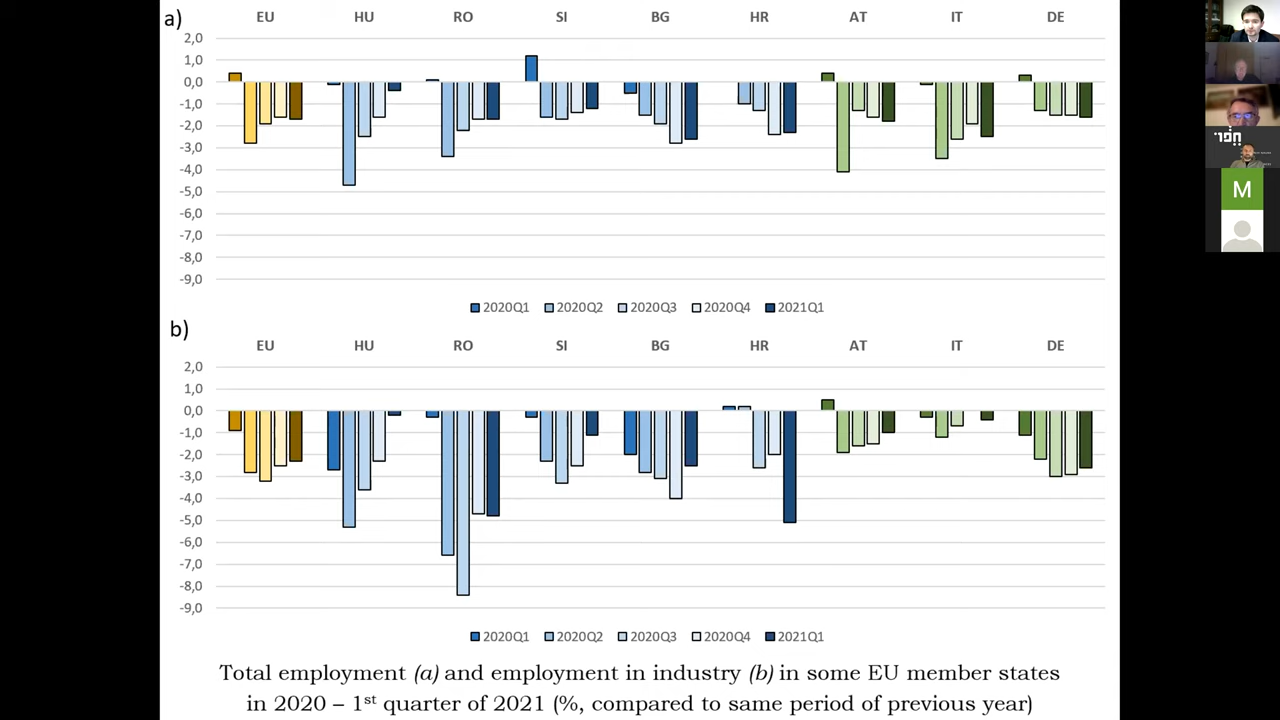 a)
EU HU RO SI BG HR AT IT DE
2,0
1,0
0,0
-1,0
-2,0
-3,0
-4,0
-5,0
-6,0
-7,0
-8,0
-9,0
2020Q1 2020Q2 2020Q3 2020Q4 2021Q1
b)
EU HU RO SI BG HR AT IT DE
2,0
1,0
0,0
-1,0
-2,0
-3,0
-4,0
-5,0
-6,0
-7,0
-8,0
-9,0
2020Q1 2020Q2 2020Q3 2020Q4 2021Q1
Total employment (a) and employment in industry (b) in some EU member states
in 2020 – 1st quarter of 2021 (%, compared to same period of previous year)
M